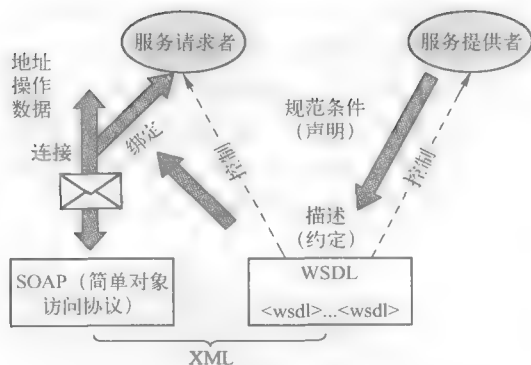 服务请求者
服务提供者
地址
操作
数据
连接
绑定
控制
规范条件
（声明）
控制
描述
（约定）
SOAP（简单对象
访问协议）
WSDL
<wsdl>...<wsdl>
XML